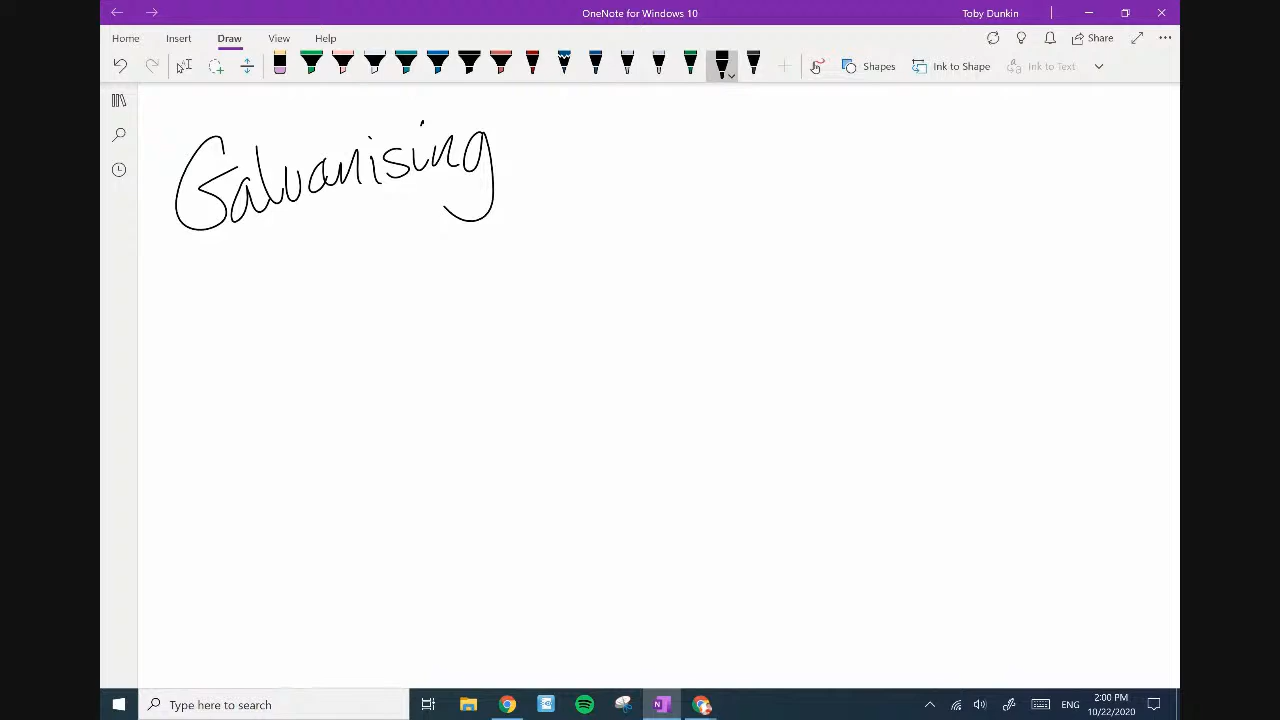 OneNote for Windows 10
Toby Dunkin
Home
Insert
Draw
View
Help
Share
Shapes
Ink to Shape
Ink to Text
Galvanising
Type here to search
ENG
2:00 PM
10/22/2020